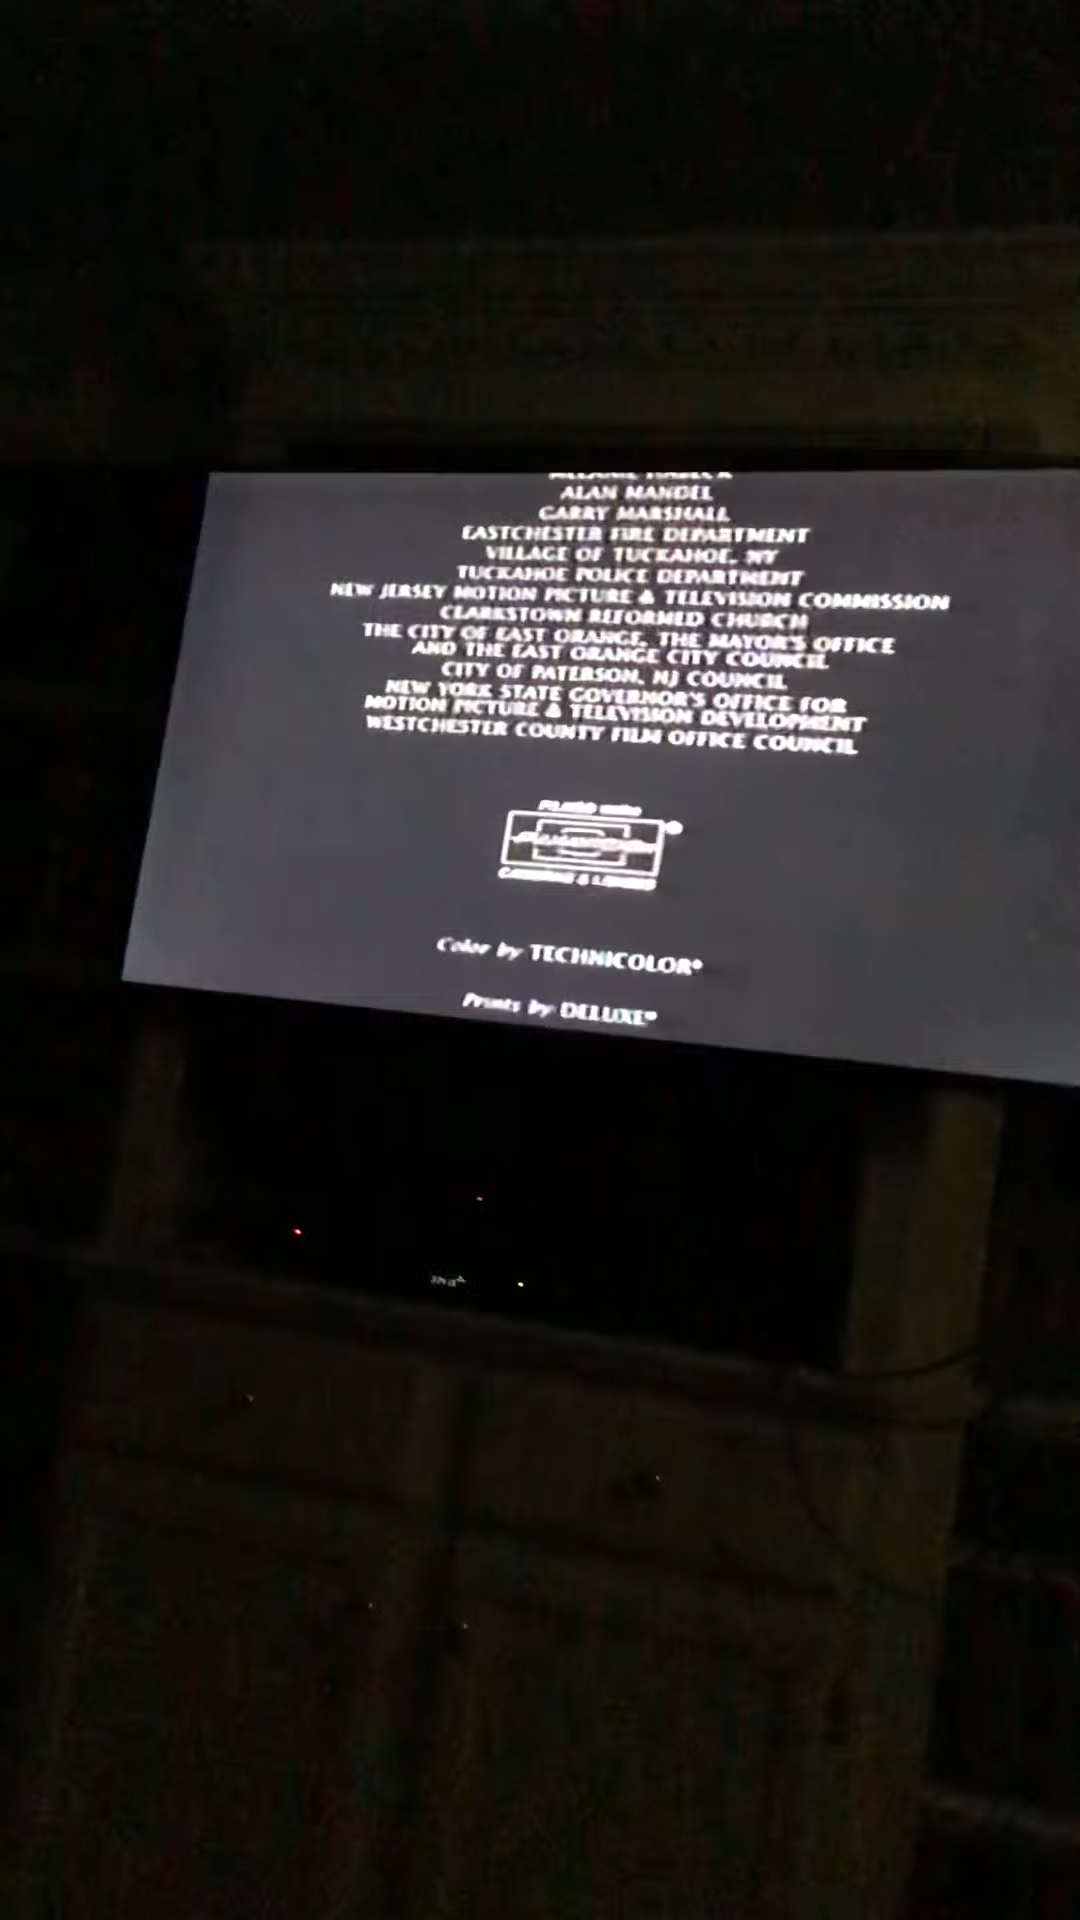 ALAN MANDEL
GARRY MARSHALL
EASTCHESTER FIRE DEPARTMENT
VILLAGE OF TUCKAHOE, NY
TUCKAHOE POLICE DEPARTMENT
NEW JERSEY MOTION PICTURE & TELEVISION COMMISSION
CLARKSTOWN REFORMED CHURCH
THE CITY OF EAST ORANGE, THE MAYOR'S OFFICE
AND THE EAST ORANGE CITY COUNCIL
CITY OF PATERSON, NJ COUNCIL
NEW YORK STATE GOVERNOR'S OFFICE FOR
MOTION PICTURE & TELEVISION DEVELOPMENT
WESTCHESTER COUNTY FILM OFFICE COUNCIL
Color by TECHNICOLOR®
Prints by DELUXE®